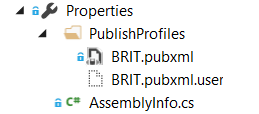 Properties
PublishProfiles
BRIT.pubxml
BRIT.pubxml.user
C# AssemblyInfo.cs